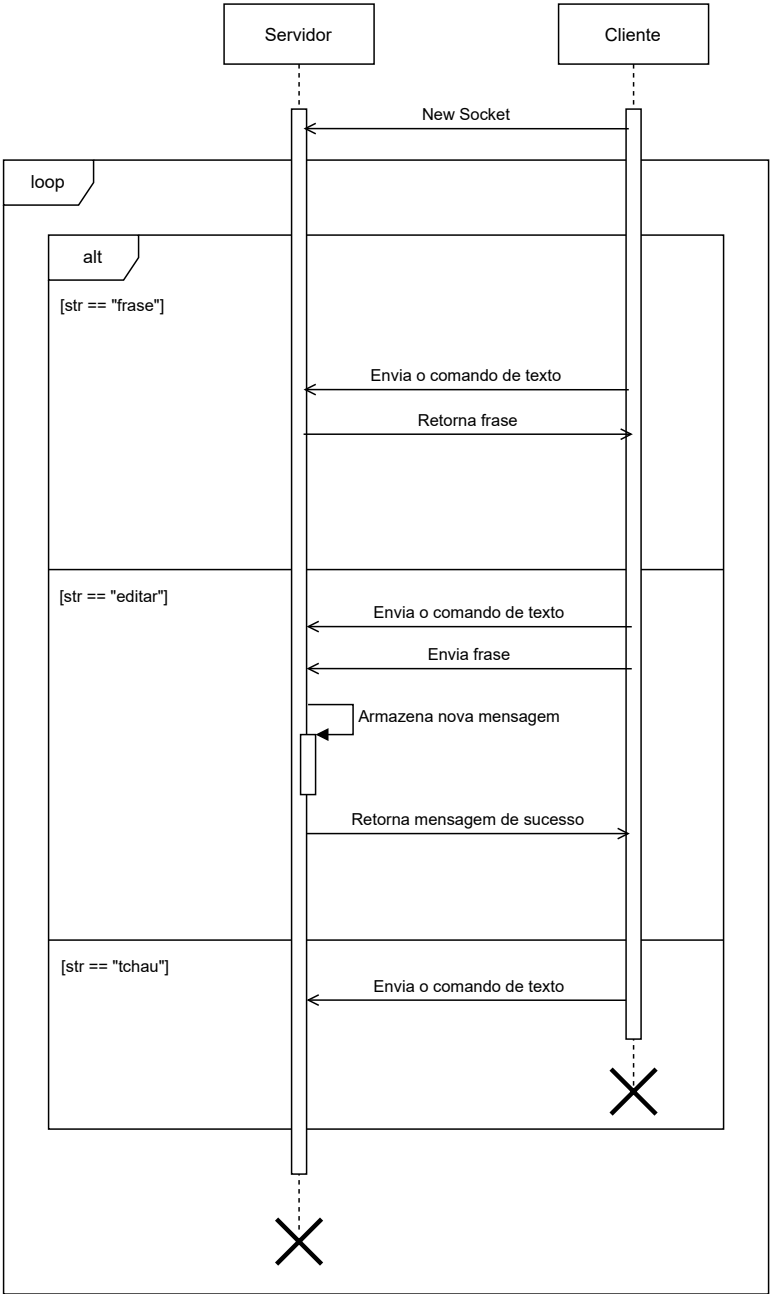 Servidor
Cliente
New Socket
loop
alt
[str == "frase"]
Envia o comando de texto
Retorna frase
[str == "editar"]
Envia o comando de texto
Envia frase
Armazena nova mensagem
Retorna mensagem de sucesso
[str == "tchau"]
Envia o comando de texto